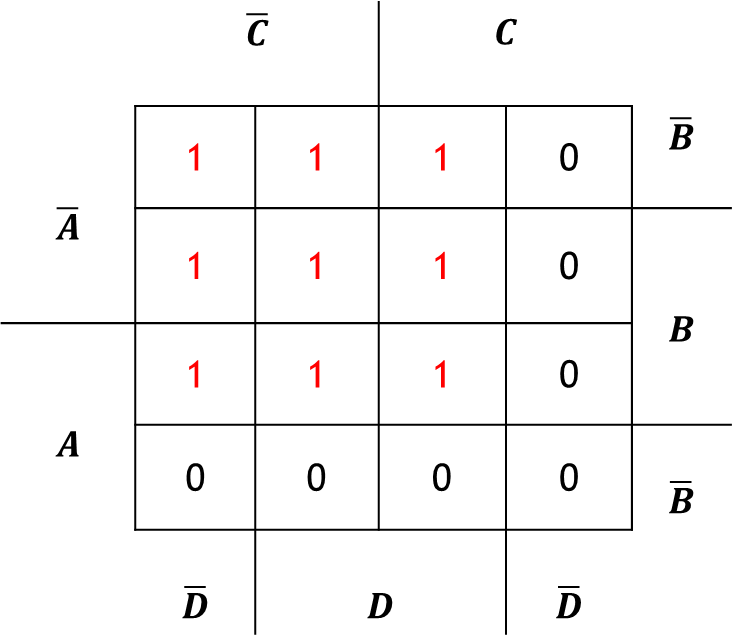 C̅ C
1 1 1 0 B̅
A̅
1 1 1 0
B
1 1 1 0
A
0 0 0 0 B̅
D̅ D D̅